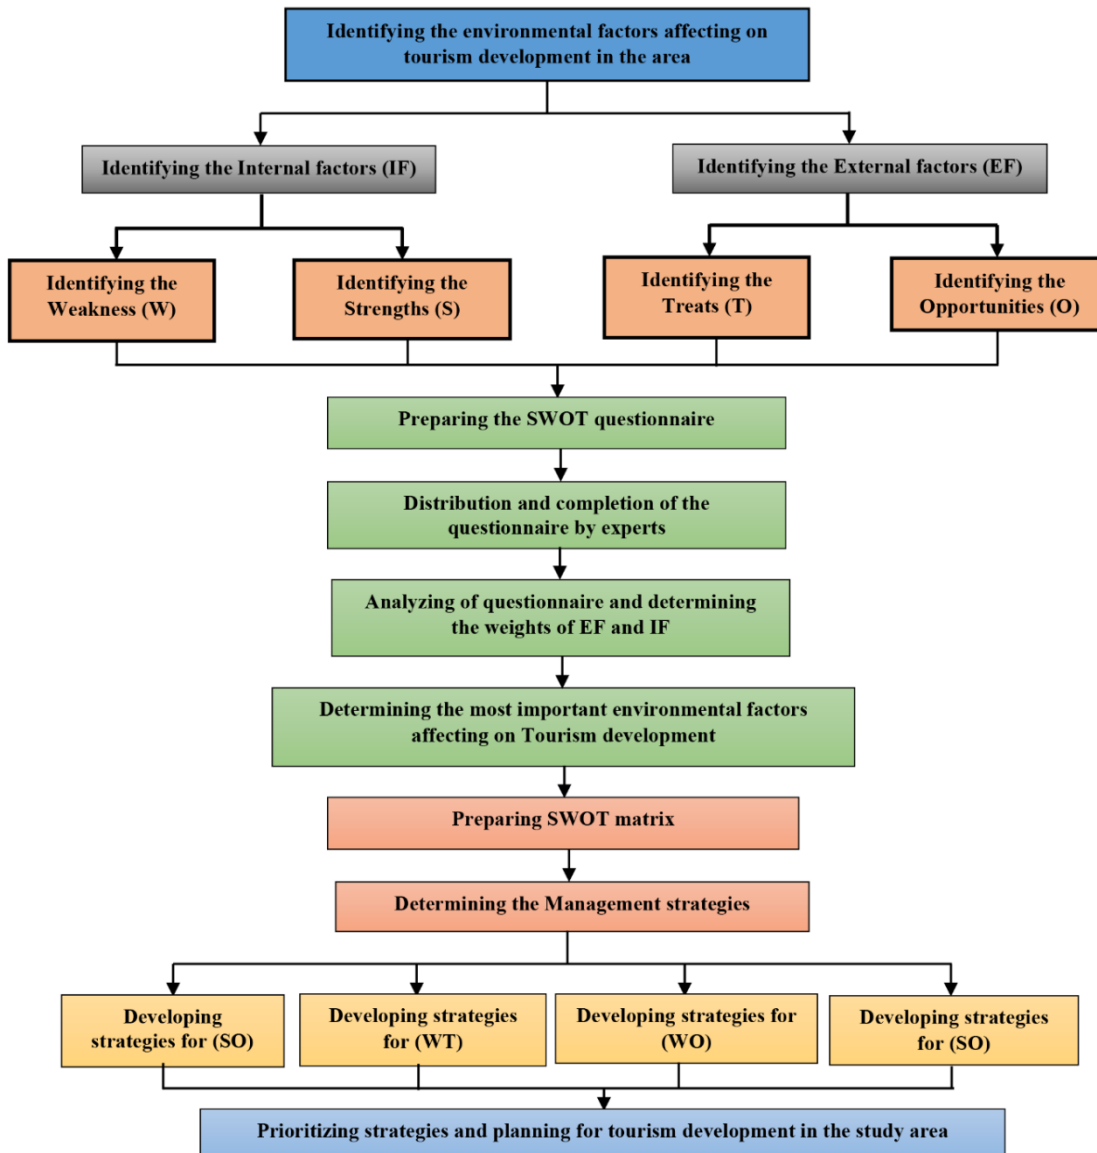 Identifying the environmental factors affecting on
tourism development in the area
Identifying the Internal factors (IF)
Identifying the External factors (EF)
Identifying the
Weakness (W)
Identifying the
Strengths (S)
Identifying the
Treats (T)
Identifying the
Opportunities (O)
Preparing the SWOT questionnaire
Distribution and completion of the
questionnaire by experts
Analyzing of questionnaire and determining
the weights of EF and IF
Determining the most important environmental factors
affecting on Tourism development
Preparing SWOT matrix
Determining the Management strategies
Developing
strategies for (SO)
Developing strategies
for (WT)
Developing strategies for
(WO)
Developing strategies
for (SO)
Prioritizing strategies and planning for tourism development in the study area